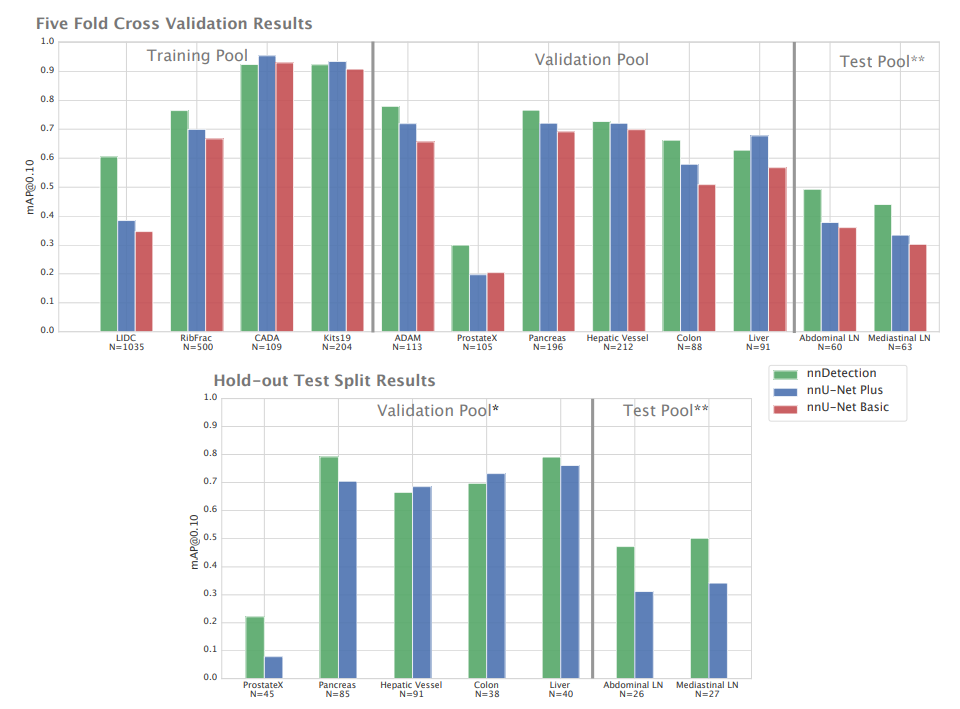 Five Fold Cross Validation Results
Training Pool
Validation Pool
Test Pool**
mAP@0.10
1.0
0.9
0.8
0.7
0.6
0.5
0.4
0.3
0.2
0.1
0.0
LIDC RibFrac CADA Kits19 ADAM ProstateX Pancreas Hepatic Vessel Colon Liver Abdominal LN Mediastinal LN
N=1035 N=500 N=109 N=204 N=113 N=105 N=196 N=212 N=88 N=91 N=60 N=63
nnDetection
nnU-Net Plus
nnU-Net Basic
Hold-out Test Split Results
Validation Pool*
Test Pool**
mAP@0.10
1.0
0.9
0.8
0.7
0.6
0.5
0.4
0.3
0.2
0.1
0.0
ProstateX Pancreas Hepatic Vessel Colon Liver Abdominal LN Mediastinal LN
N=45 N=85 N=91 N=38 N=40 N=26 N=27